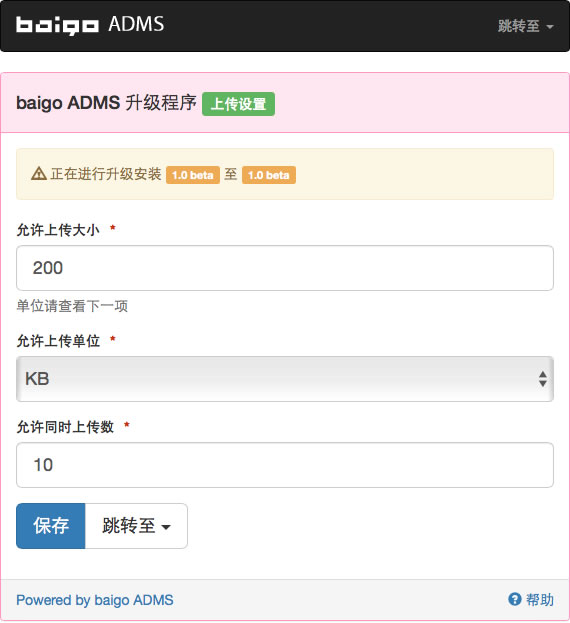 baigo ADMS
跳转至
baigo ADMS 升级程序 上传设置
正在进行升级安装 1.0 beta 至 1.0 beta
允许上传大小 *
200
单位请查看下一项
允许上传单位 *
KB
允许同时上传数 *
10
保存 跳转至
Powered by baigo ADMS
帮助